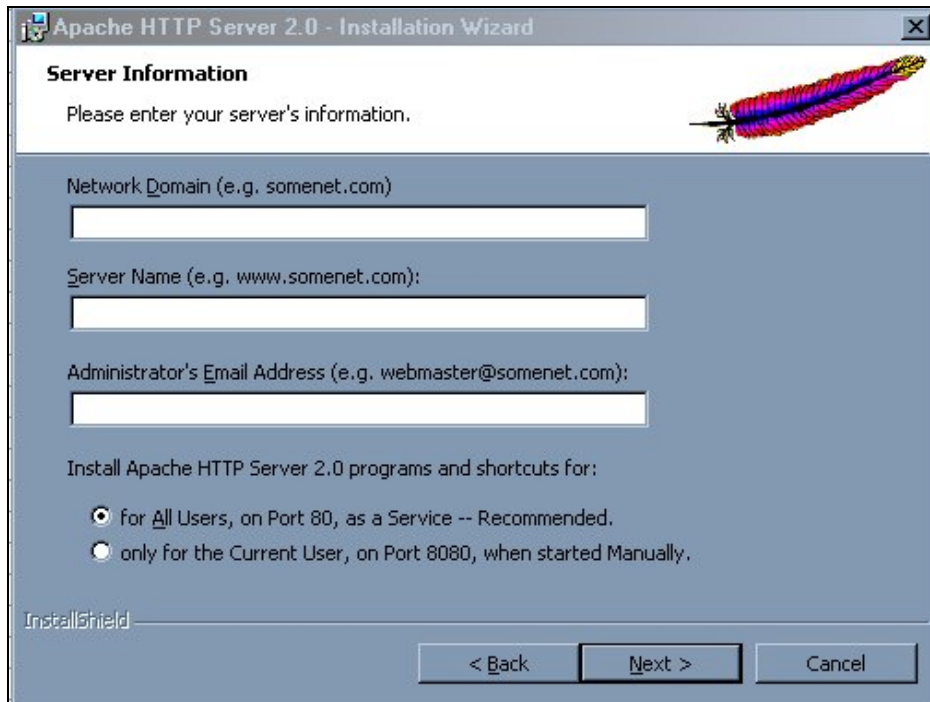 Apache HTTP Server 2.0 - Installation Wizard
Server Information
Please enter your server's information.
Network Domain (e.g. somenet.com)
Server Name (e.g. www.somenet.com):
Administrator's Email Address (e.g. webmaster@somenet.com):
Install Apache HTTP Server 2.0 programs and shortcuts for:
for All Users, on Port 80, as a Service -- Recommended.
only for the Current User, on Port 8080, when started Manually.
InstallShield
< Back Next > Cancel